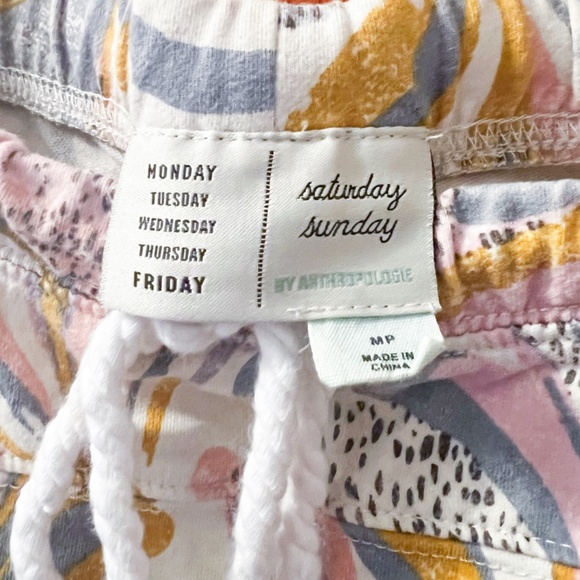 MONDAY
TUESDAY
WEDNESDAY
THURSDAY
FRIDAY
saturday
sunday
BY ANTHROPOLOGIE
MP
MADE IN
CHINA